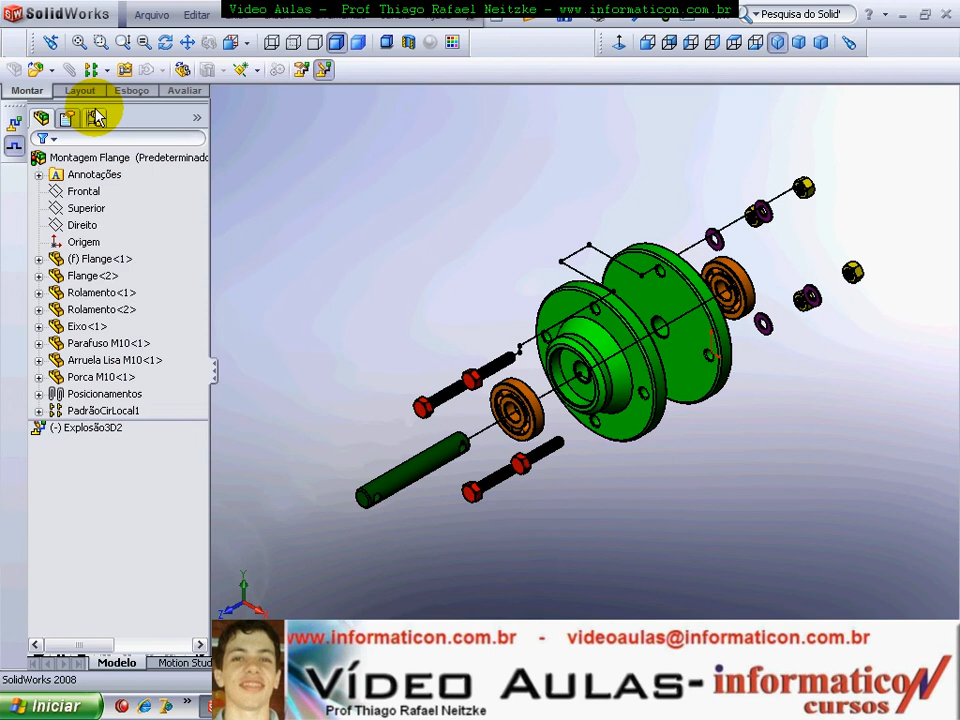 Video Aulas - Prof Thiago Rafael Neitzke - www.informaticon.com.br
SolidWorks
Arquivo
Editar
Pesquisa do Solid'
Montar
Layout
Esboço
Avaliar
Montagem Flange (Predeterminado
Annotações
Frontal
Superior
Direito
Origem
(f) Flange<1>
Flange<2>
Rolamento<1>
Rolamento<2>
Eixo<1>
Parafuso M10<1>
Arruela Lisa M10<1>
Porca M10<1>
Posicionamentos
PadrãoCirLocal1
(-) Explosão3D2
Modelo
Motion Stud
SolidWorks 2008
Iniciar
www.informaticon.com.br - videoaulas@informaticon.com.br
Vídeo Aulas-informaticon
cursos
Prof Thiago Rafael Neitzke